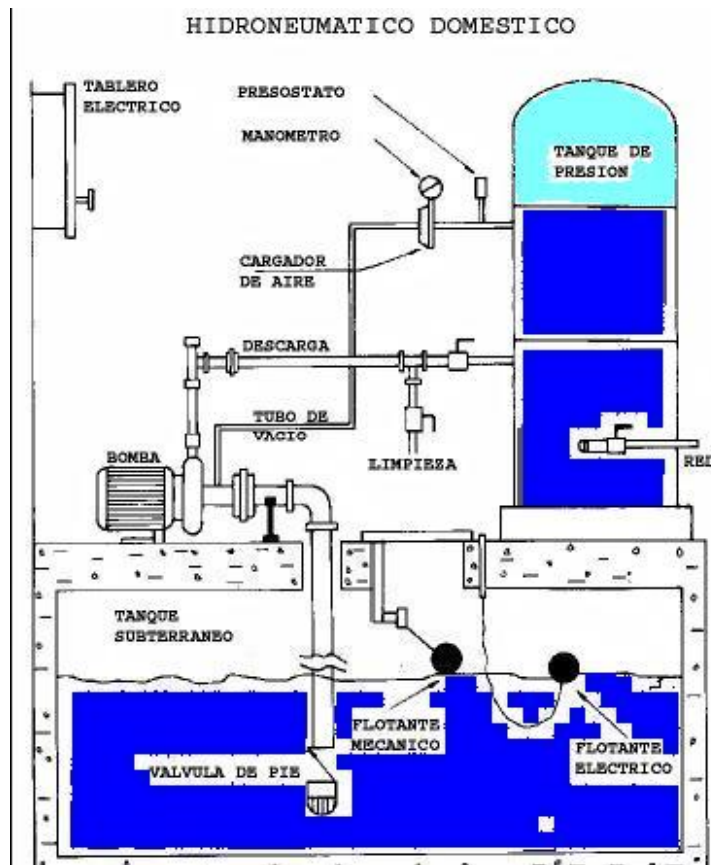 HIDRONEUMATICO DOMESTICO
TABLERO
ELECTRICO
PRESOSTATO
MANOMETRO
TANQUE DE
PRESION
CARGADOR
DE AIRE
DESCARGA
TUBO DE
VACIO
BOMBA
LIMPIEZA
RED
TANQUE
SUBTERRANEO
FLOTANTE
MECANICO
FLOTANTE
ELECTRICO
VALVULA DE PIE